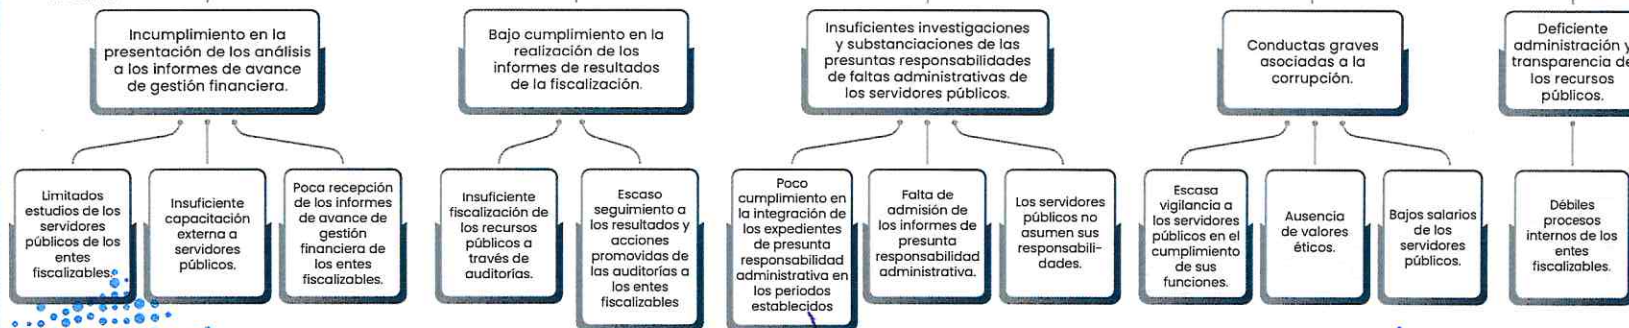 Incumplimiento en la
presentación de los análisis
a los informes de avance
de gestión financiera.
Bajo cumplimiento en la
realización de los
informes de resultados
de la fiscalización.
Insuficientes investigaciones
y substanciaciones de las
presuntas responsabilidades
de faltas administrativas de
los servidores públicos.
Conductas graves
asociadas a la
corrupción.
Deficiente
administración y
transparencia de
los recursos
públicos.
Limitados
estudios de los
servidores
públicos de los
entes
fiscalizables.
Insuficiente
capacitación
externa a
servidores
públicos.
Poca recepción
de los informes
de avance de
gestión
financiera de
los entes
fiscalizables.
Insuficiente
fiscalización de
los recursos
públicos a
través de
auditorías.
Escaso
seguimiento a
los resultados y
acciones
promovidas de
las auditorías a
los entes
fiscalizables
Poco
cumplimiento en
la integración de
los expedientes
de presunta
responsabilidad
administrativa en
los periodos
establecidos
Falta de
admisión de
los informes de
presunta
responsabilidad
administrativa.
Los servidores
públicos no
asumen sus
responsabili-
dades.
Escasa
vigilancia a
los servidores
públicos en el
cumplimiento
de sus
funciones.
Ausencia
de valores
éticos.
Bajos salarios
de los
servidores
públicos.
Débiles
procesos
internos de los
entes
fiscalizables.